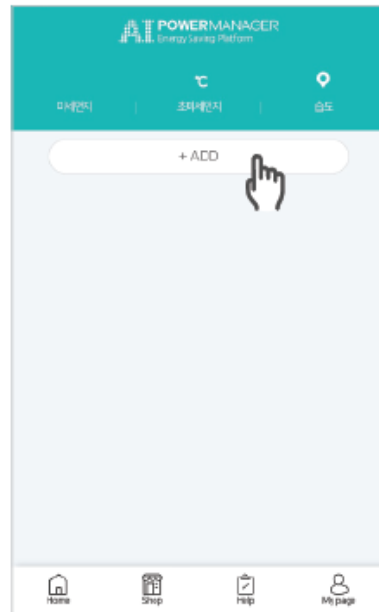 A.I. POWERMANAGER
Energy Saving Platform
℃
미세먼지 | 초미세먼지 | 습도
+ ADD
Home Shop Help My page